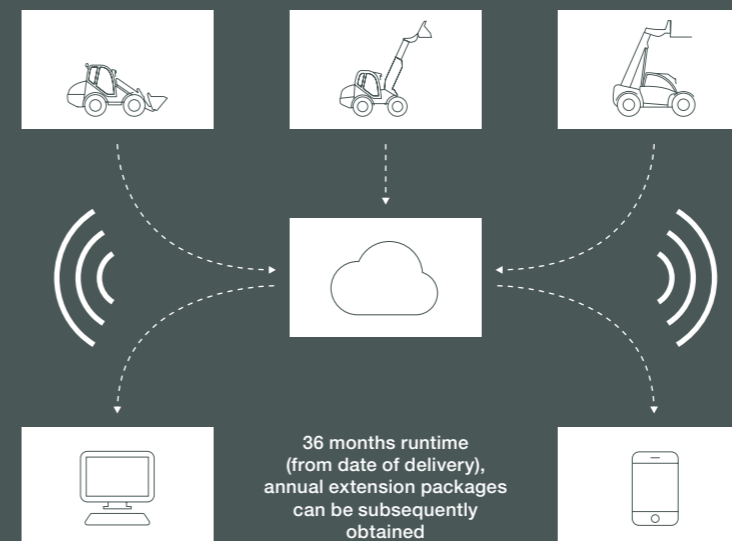 36 months runtime
(from date of delivery),
annual extension packages
can be subsequently
obtained